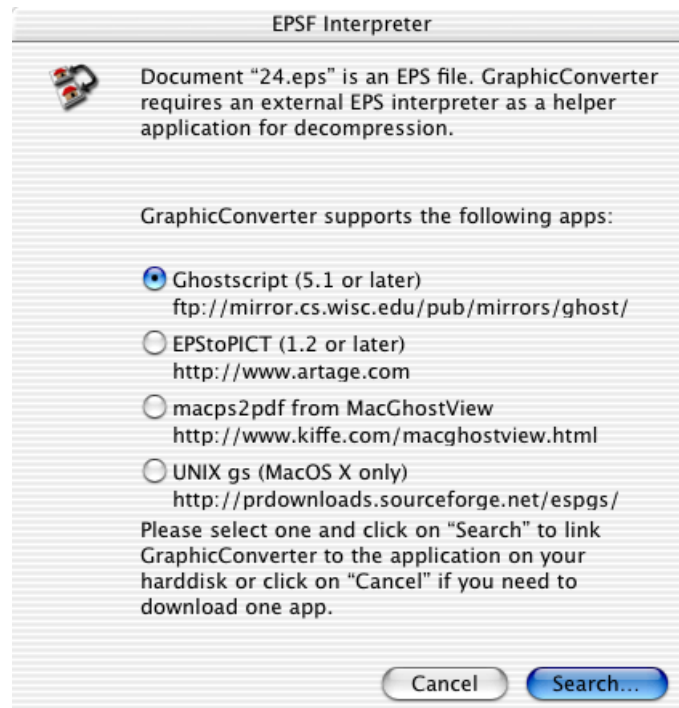 EPSF Interpreter
Document “24.eps” is an EPS file. GraphicConverter
requires an external EPS interpreter as a helper
application for decompression.
GraphicConverter supports the following apps:
Ghostscript (5.1 or later)
ftp://mirror.cs.wisc.edu/pub/mirrors/ghost/
EPStoPICT (1.2 or later)
http://www.artage.com
macps2pdf from MacGhostView
http://www.kiffe.com/macghostview.html
UNIX gs (MacOS X only)
http://prdownloads.sourceforge.net/espgs/
Please select one and click on “Search” to link
GraphicConverter to the application on your
harddisk or click on “Cancel” if you need to
download one app.
Cancel Search...